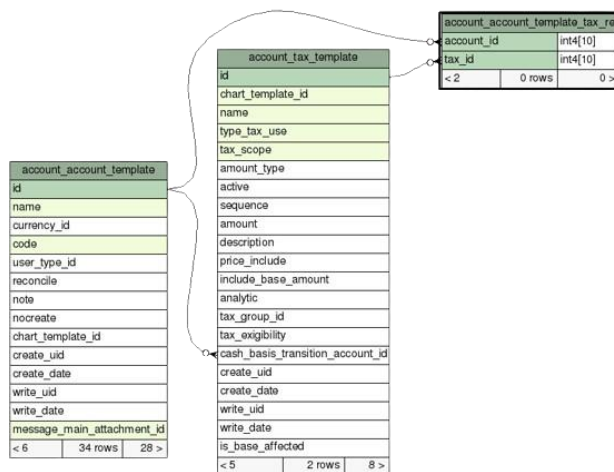 account_account_template_tax_re
account_id int4[10]
tax_id int4[10]
< 2 0 rows 0 >
account_tax_template
id
chart_template_id
name
type_tax_use
tax_scope
amount_type
active
sequence
amount
description
price_include
include_base_amount
analytic
tax_group_id
tax_exigibility
cash_basis_transition_account_id
create_uid
create_date
write_uid
write_date
is_base_affected
< 5 2 rows 8 >
account_account_template
id
name
currency_id
code
user_type_id
reconcile
note
nocreate
chart_template_id
create_uid
create_date
write_uid
write_date
message_main_attachment_id
< 6 34 rows 28 >